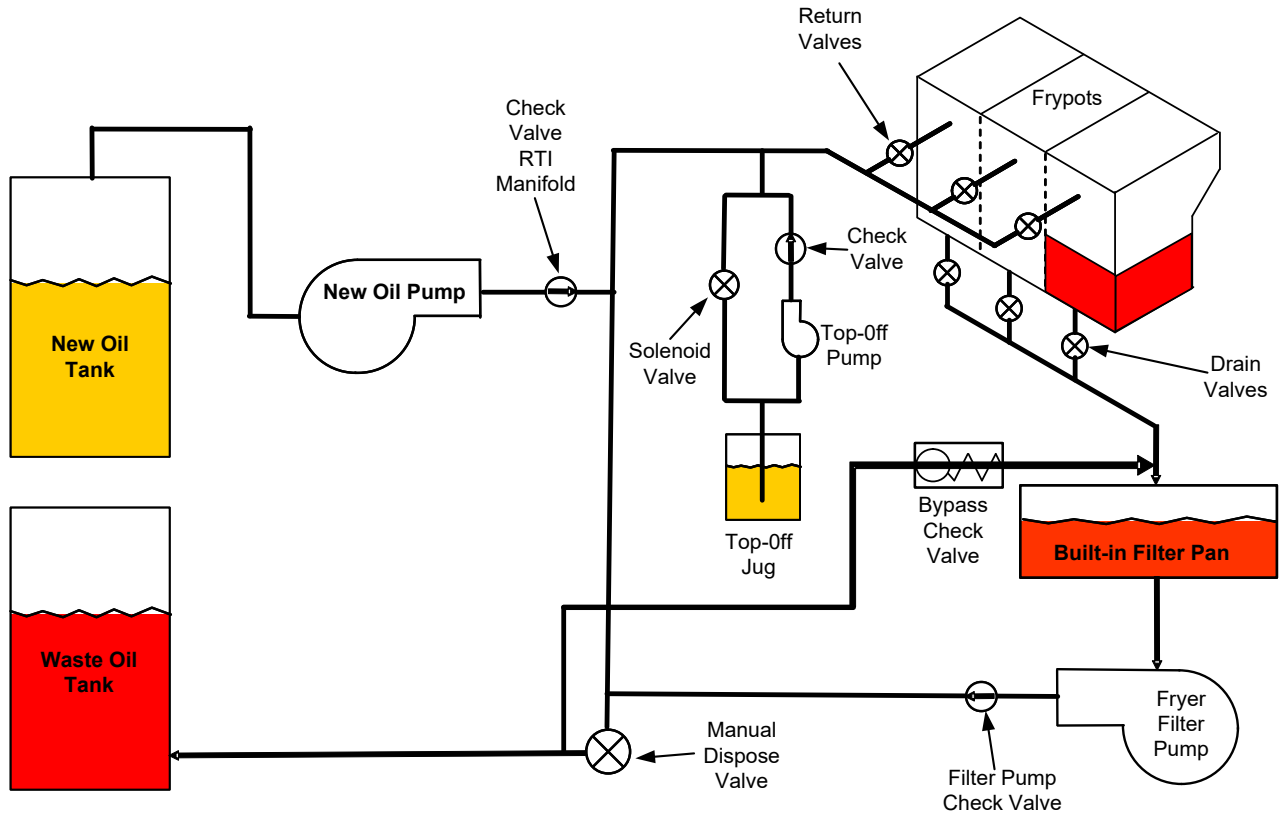 Return
Valves
Frypots
Check
Valve
RTI
Manifold
New Oil Pump
Check
Valve
New Oil
Tank
Solenoid
Valve
Top-0ff
Pump
Drain
Valves
Top-0ff
Jug
Bypass
Check
Valve
Built-in Filter Pan
Waste Oil
Tank
Manual
Dispose
Valve
Fryer
Filter
Pump
Filter Pump
Check Valve